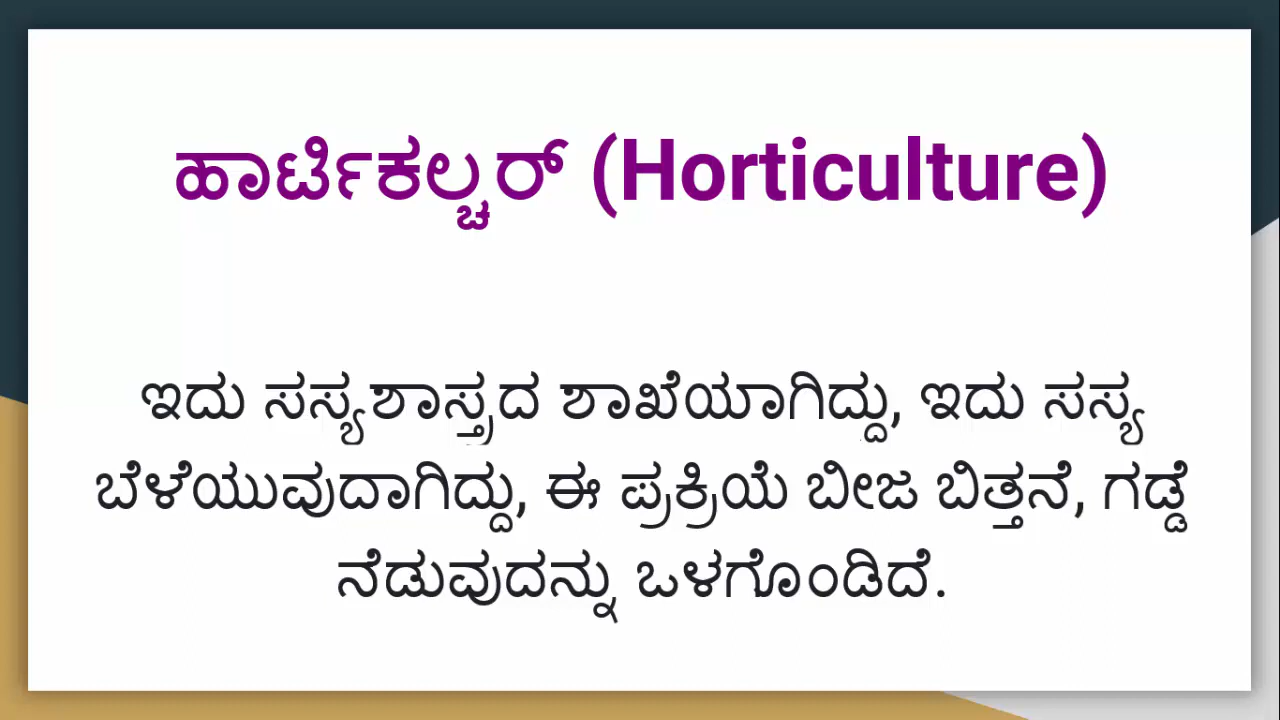 ಹಾರ್ಟಿಕಲ್ಚರ್ (Horticulture)
ಇದು ಸಸ್ಯಶಾಸ್ತ್ರದ ಶಾಖೆಯಾಗಿದ್ದು, ಇದು ಸಸ್ಯ
ಬೆಳೆಯುವುದಾಗಿದ್ದು, ಈ ಪ್ರಕ್ರಿಯೆ ಬೀಜ ಬಿತ್ತನೆ, ಗಡ್ಡೆ
ನೆಡುವುದನ್ನು ಒಳಗೊಂಡಿದೆ.